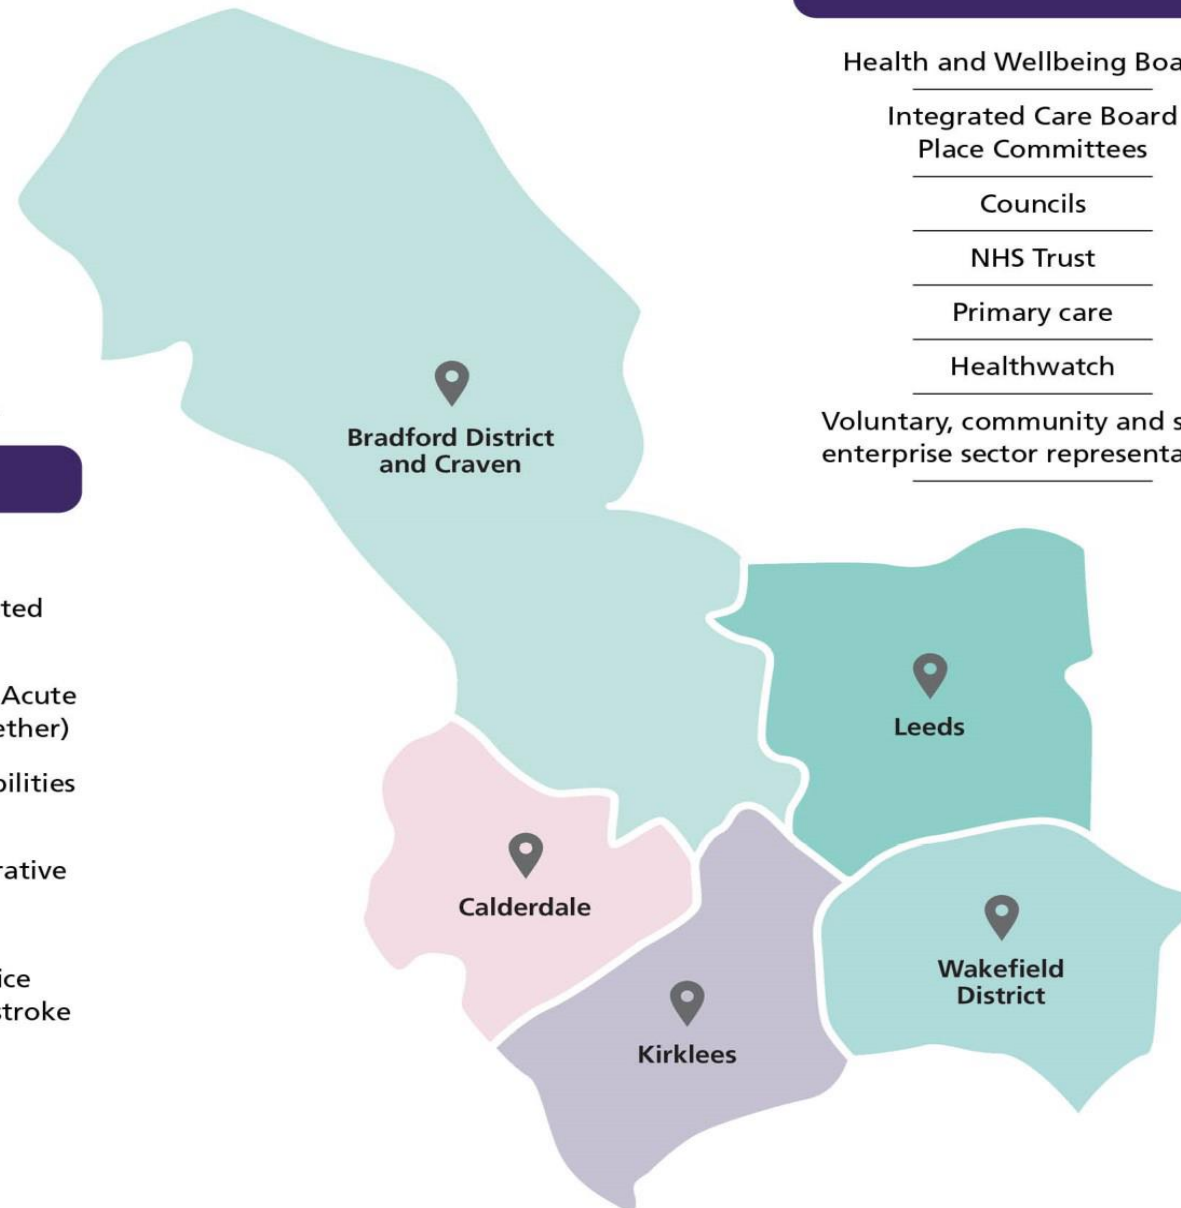 Health and Wellbeing Boa
Integrated Care Board
Place Committees
Councils
NHS Trust
Primary care
Healthwatch
Voluntary, community and s
enterprise sector representa
Bradford District
and Craven
ted
Acute
ether)
bilities
rative
ice
stroke
Leeds
Calderdale
Wakefield
District
Kirklees